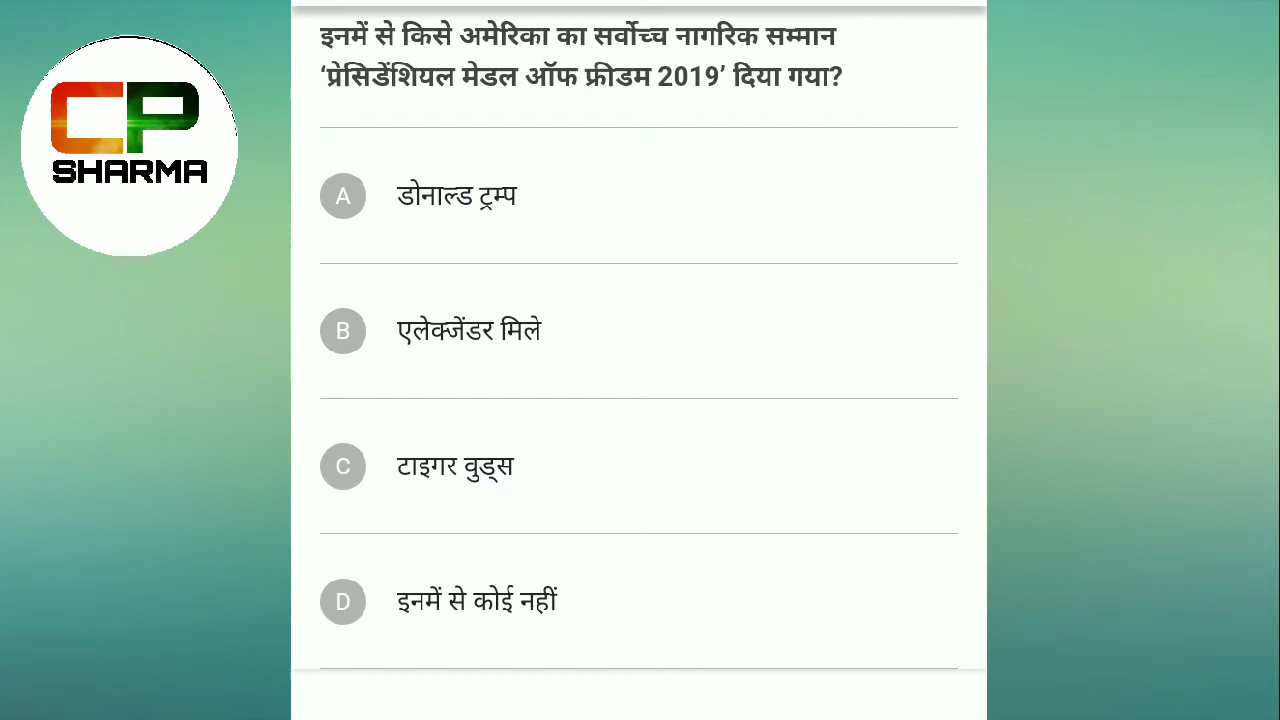 CP
SHARMA
इनमें से किसे अमेरिका का सर्वोच्च नागरिक सम्मान
‘प्रेसिडेंशियल मेडल ऑफ फ्रीडम 2019’ दिया गया?
A डोनाल्ड ट्रम्प
B एलेक्जेंडर मिले
C टाइगर वुड्स
D इनमें से कोई नहीं